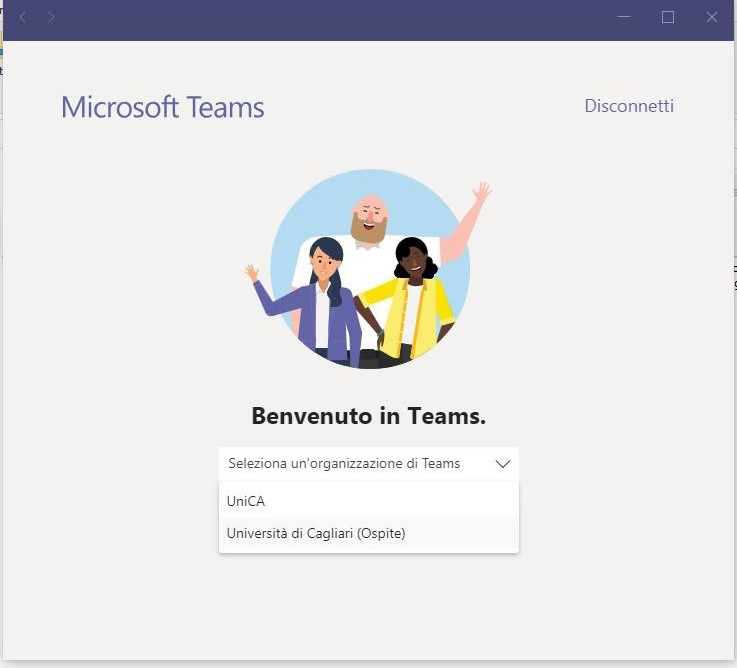 Microsoft Teams
Disconnetti
Benvenuto in Teams.
Seleziona un'organizzazione di Teams
UniCA
Università di Cagliari (Ospite)